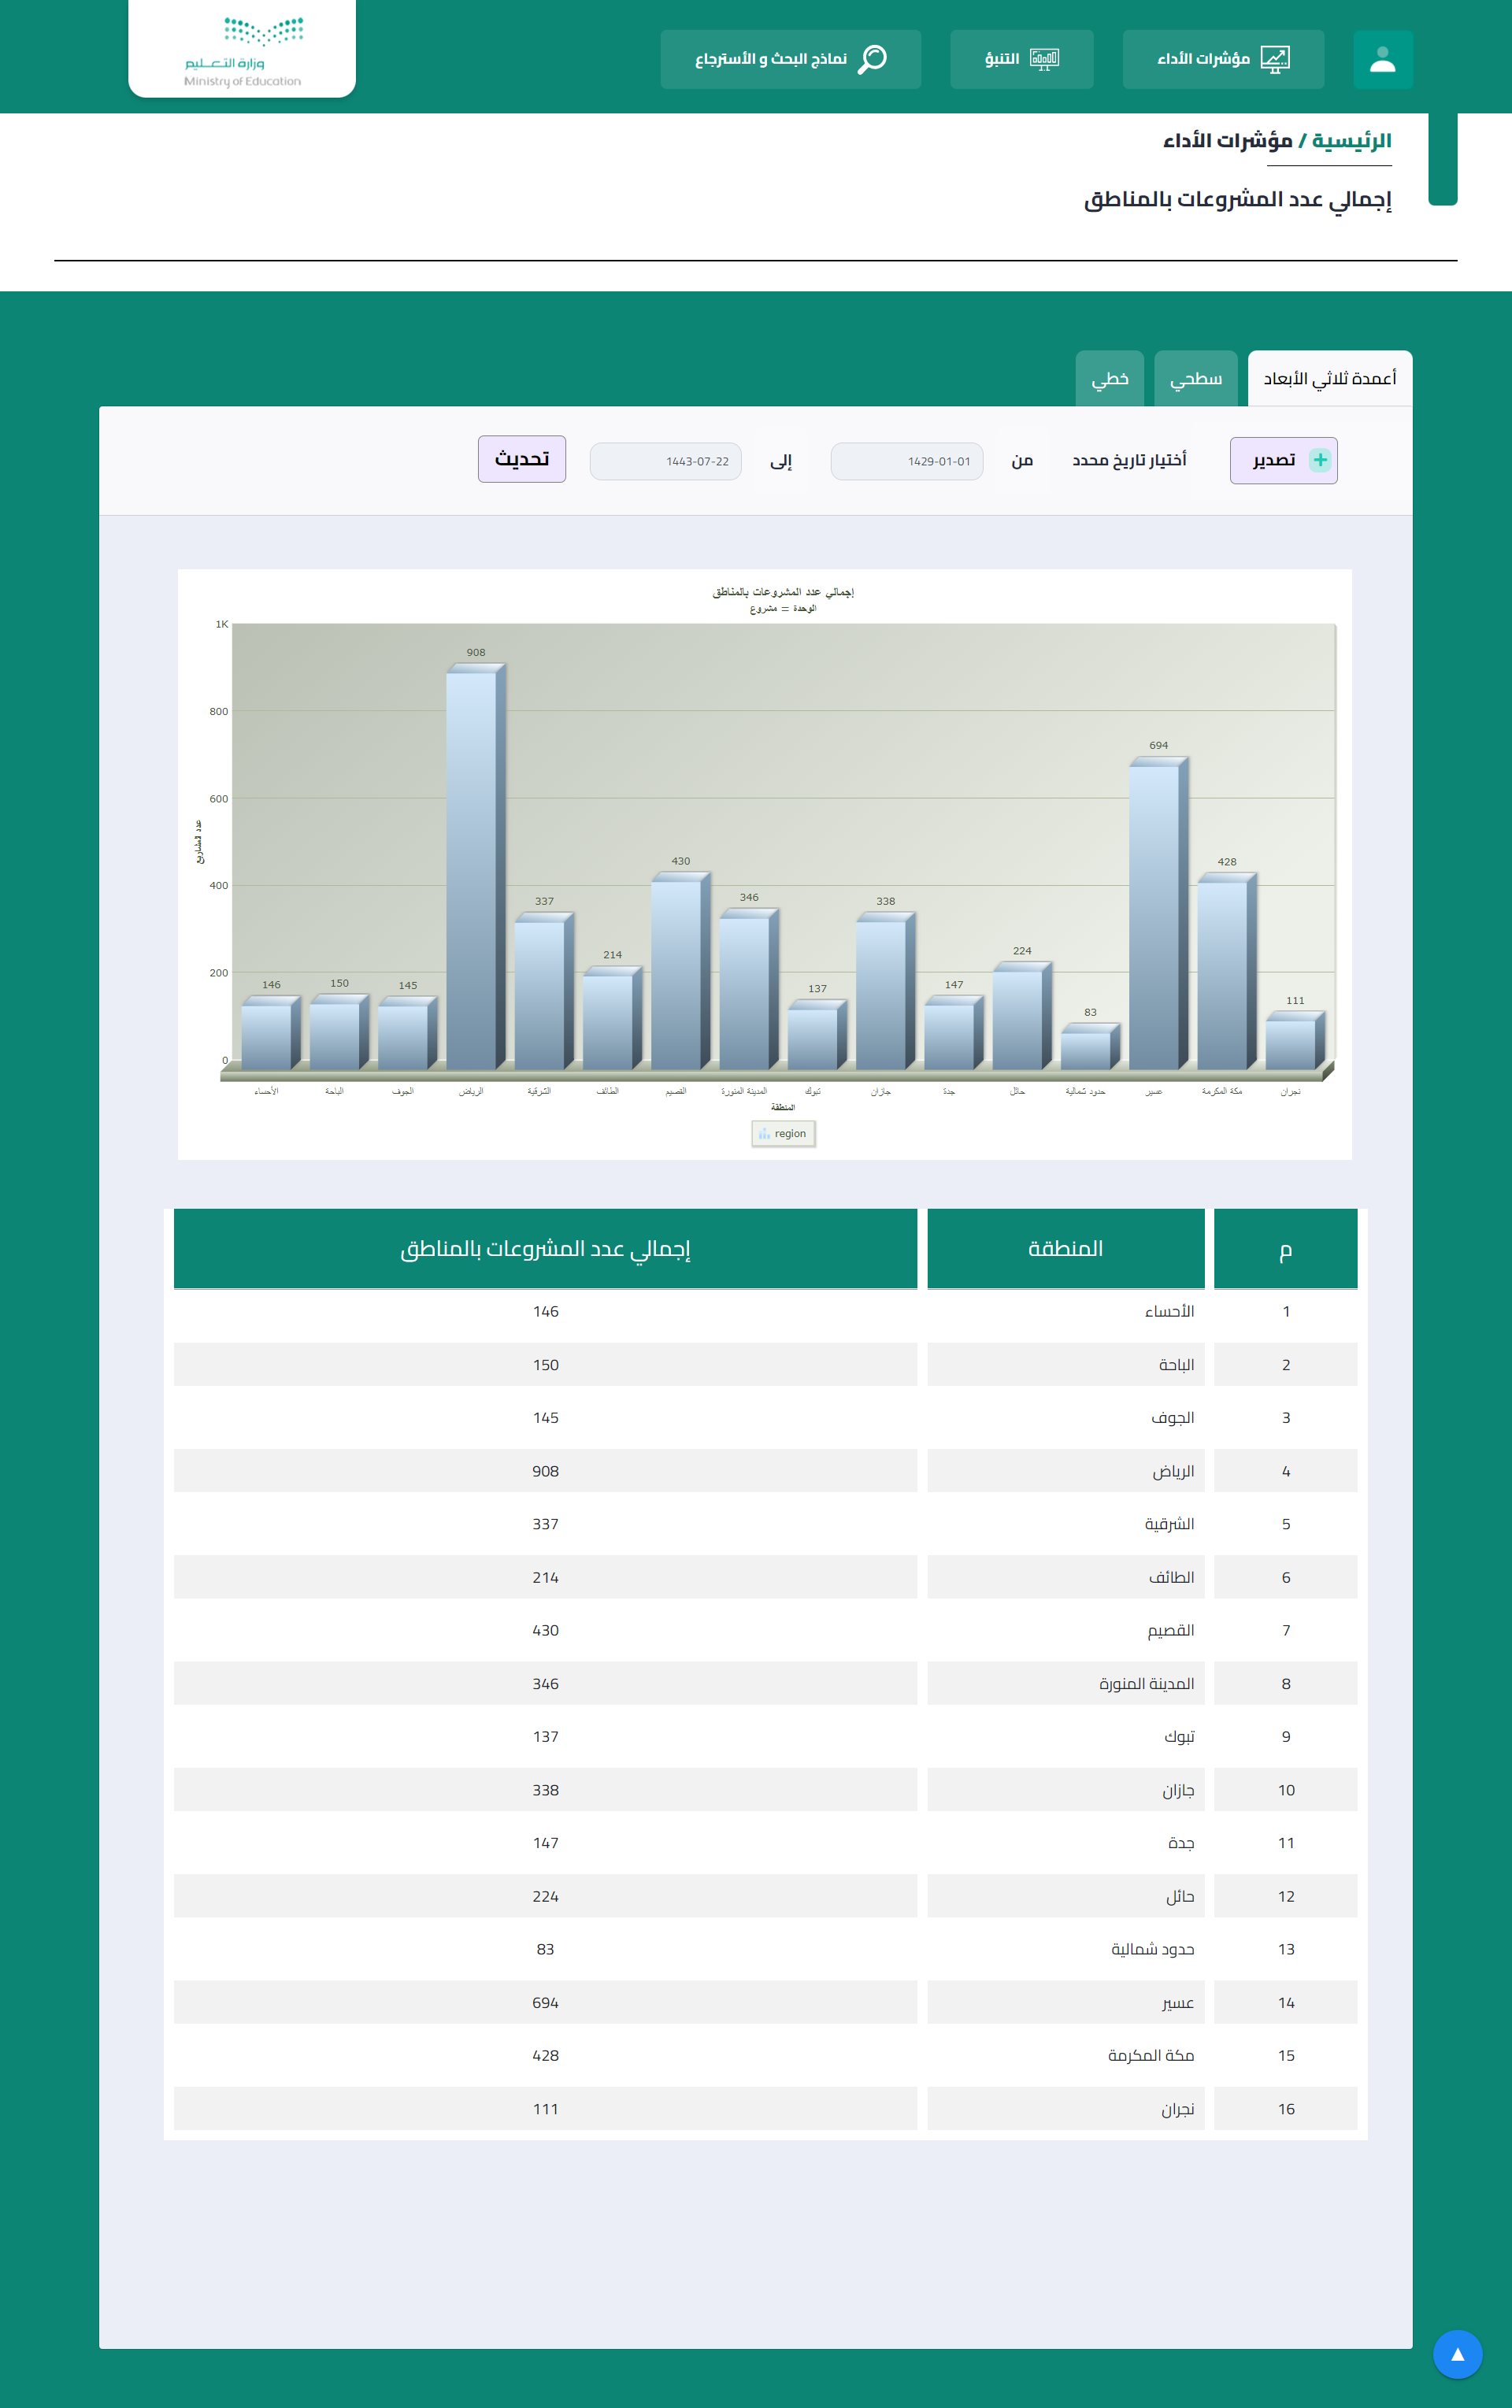 مؤشرات الأداء
التنبؤ
نماذج البحث و الأسترجاع
وزارة التعـــليم
Ministry of Education
الرئيسية / مؤشرات الأداء
إجمالي عدد المشروعات بالمناطق
أعمدة ثلاثي الأبعاد
سطحي
خطي
تصدير
أختيار تاريخ محدد
من
1429-01-01
إلى
1443-07-22
تحديث
إجمالي عدد المشروعات بالمناطق
الوحدة = مشروع
1K
800
600
400
200
0
عدد المشاريع
146
150
145
908
337
214
430
346
137
338
147
224
83
694
428
111
الأحساء
الباحة
الجوف
الرياض
الشرقية
الطائف
القصيم
المدينة المنورة
تبوك
جازان
جدة
حائل
حدود شمالية
عسير
مكة المكرمة
نجران
المنطقة
region
م المنطقة إجمالي عدد المشروعات بالمناطق
1 الأحساء 146
2 الباحة 150
3 الجوف 145
4 الرياض 908
5 الشرقية 337
6 الطائف 214
7 القصيم 430
8 المدينة المنورة 346
9 تبوك 137
10 جازان 338
11 جدة 147
12 حائل 224
13 حدود شمالية 83
14 عسير 694
15 مكة المكرمة 428
16 نجران 111